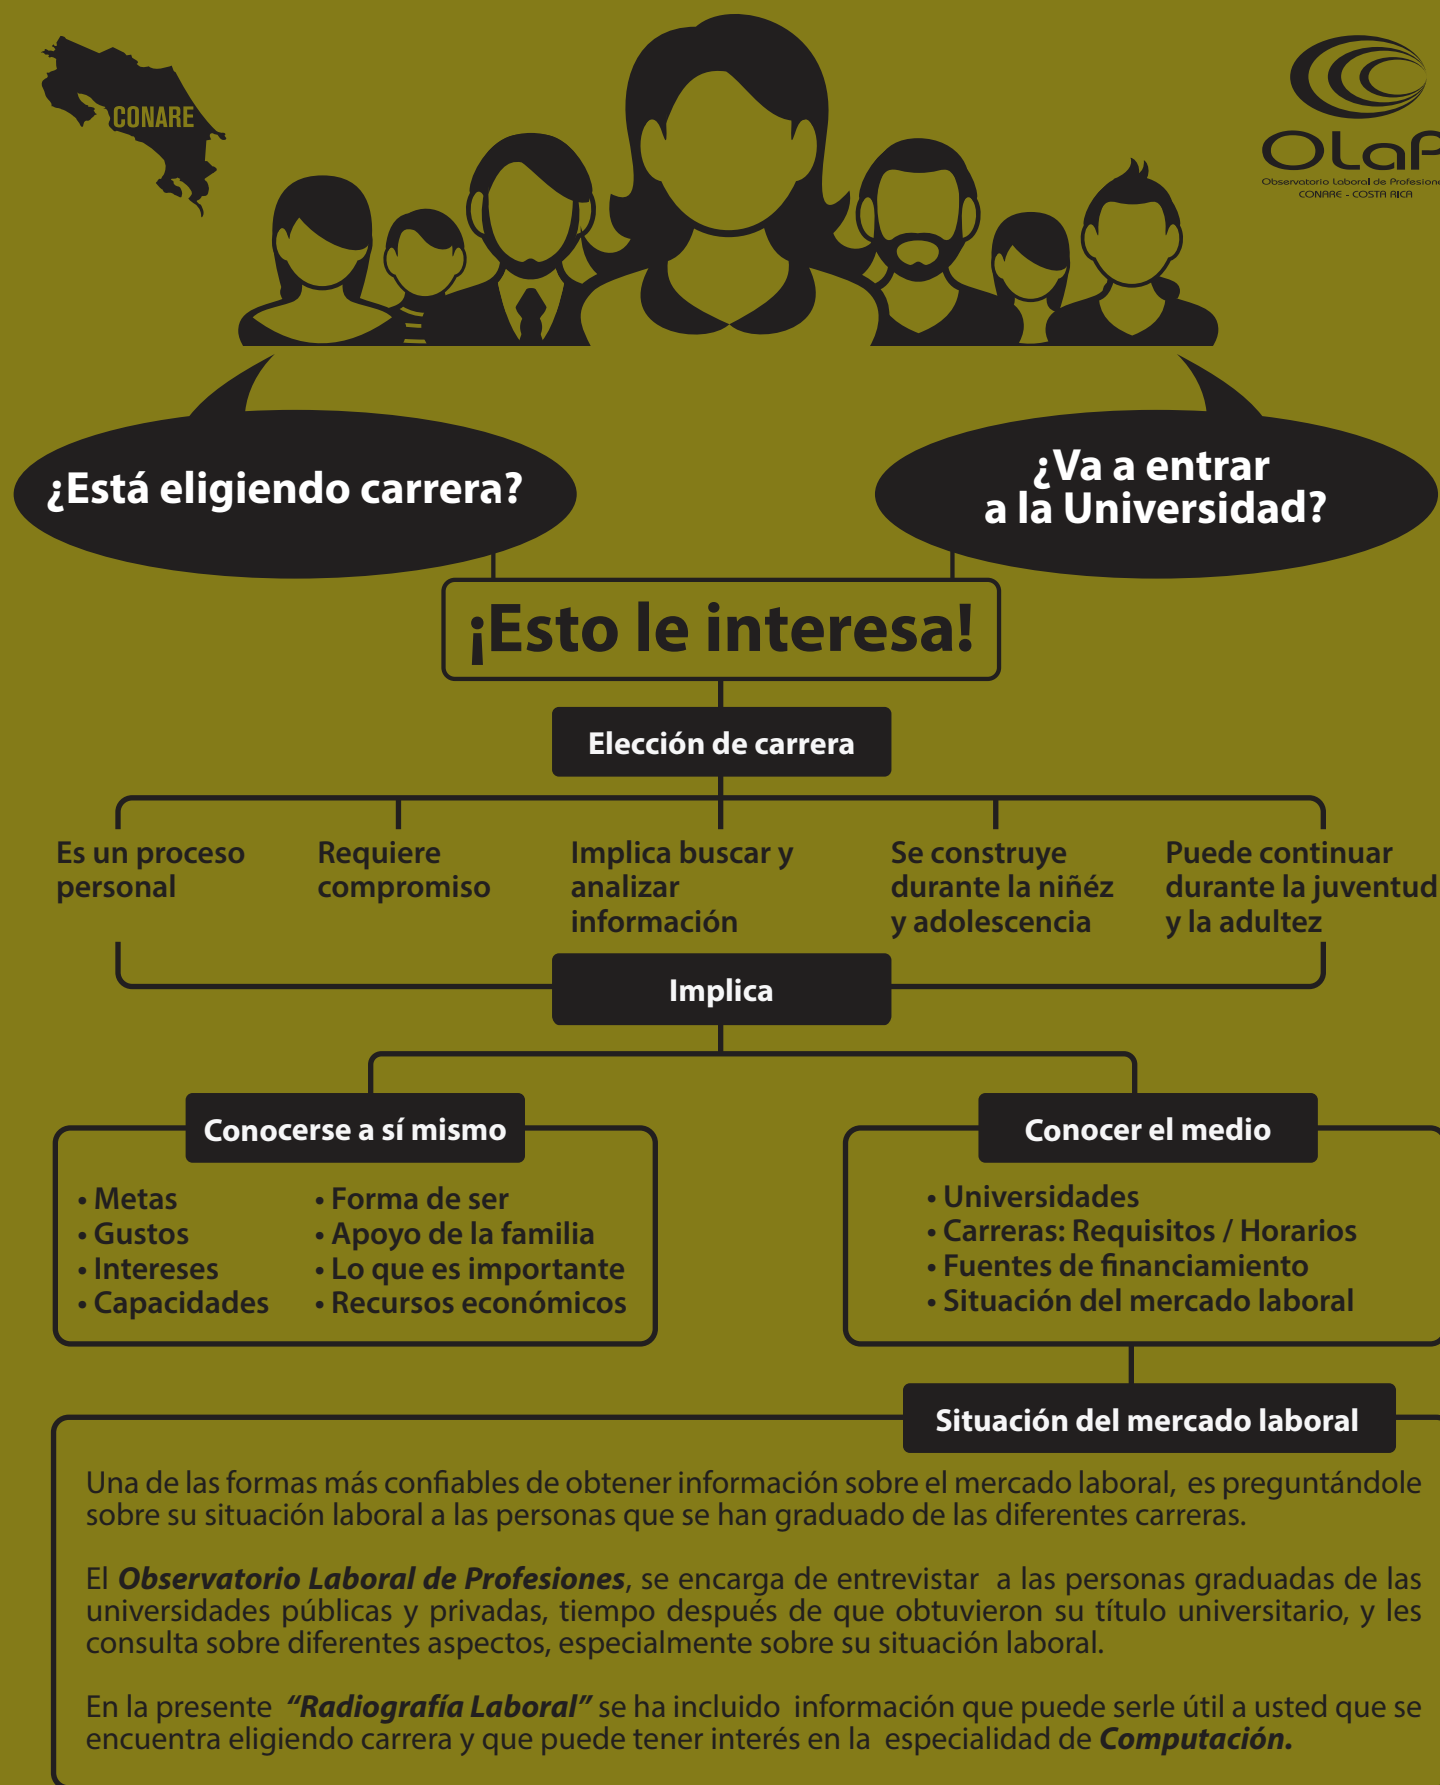 CONARE
OLaP
Observatorio Laboral de Profesione
CONARE - COSTA RICA
¿Está eligiendo carrera?
¿Va a entrar
a la Universidad?
¡Esto le interesa!
Elección de carrera
Es un proceso
personal
Requiere
compromiso
Implica buscar y
analizar
información
Se construye
durante la niñéz
y adolescencia
Puede continuar
durante la juventud
y la adultez
Implica
Conocerse a sí mismo
• Metas
• Gustos
• Intereses
• Capacidades
• Forma de ser
• Apoyo de la familia
• Lo que es importante
• Recursos económicos
Conocer el medio
• Universidades
• Carreras: Requisitos / Horarios
• Fuentes de financiamiento
• Situación del mercado laboral
Situación del mercado laboral
Una de las formas más confiables de obtener información sobre el mercado laboral, es preguntándole
sobre su situación laboral a las personas que se han graduado de las diferentes carreras.
El Observatorio Laboral de Profesiones, se encarga de entrevistar a las personas graduadas de las
universidades públicas y privadas, tiempo después de que obtuvieron su título universitario, y les
consulta sobre diferentes aspectos, especialmente sobre su situación laboral.
En la presente “Radiografía Laboral” se ha incluido información que puede serle útil a usted que se
encuentra eligiendo carrera y que puede tener interés en la especialidad de Computación.